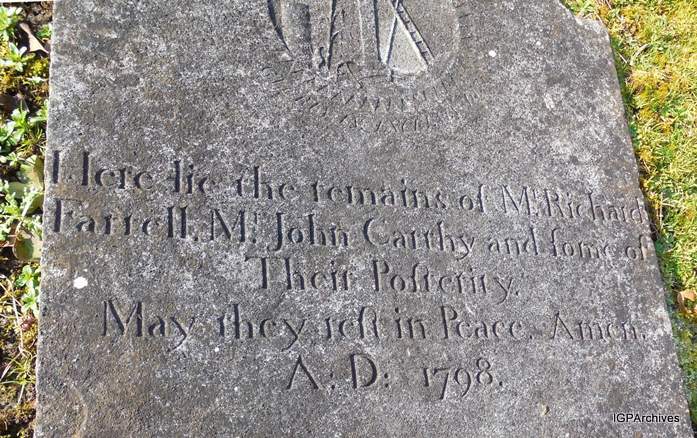 Here lie the remains of Mr. Richard
Farrell, Mr. John Carthy and ſome of
Their Poſterity.
May they reſt in Peace. Amen.
A: D: 1798.
IGPArchives